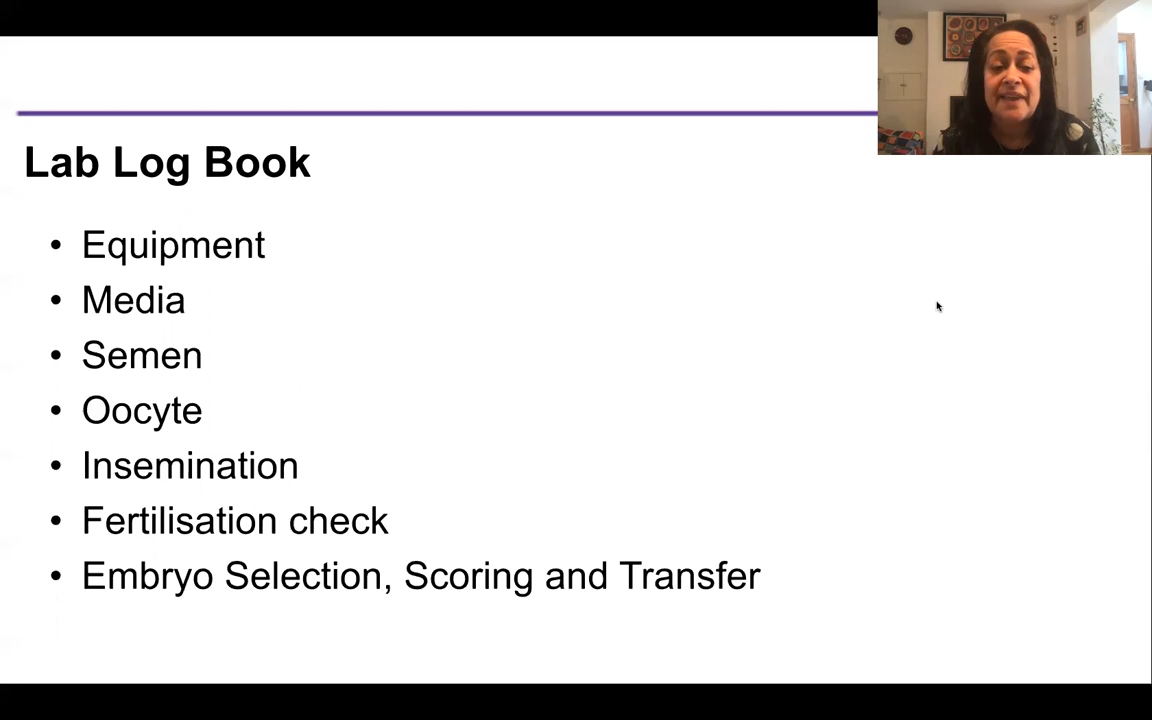 Lab Log Book
• Equipment
• Media
• Semen
• Oocyte
• Insemination
• Fertilisation check
• Embryo Selection, Scoring and Transfer